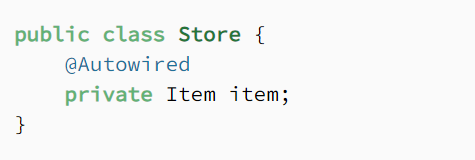 public class Store {
    @Autowired
    private Item item;
}